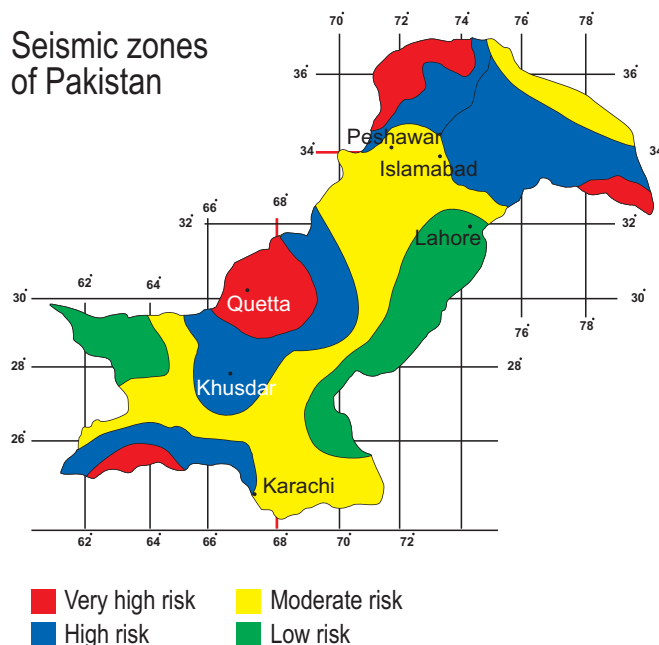 Seismic zones
of Pakistan
70°
72°
74°
76°
78°
79°
36°
36°
Peshawar
34°
34
Islamabad
66°
68°
32°
32°
Lahore
62°
64°
30°
Quetta
30°
76°
78°
28°
Khusdar
28°
26°
Karachi
62°
64°
66°
68°
70°
72°
Very high risk
Moderate risk
High risk
Low risk